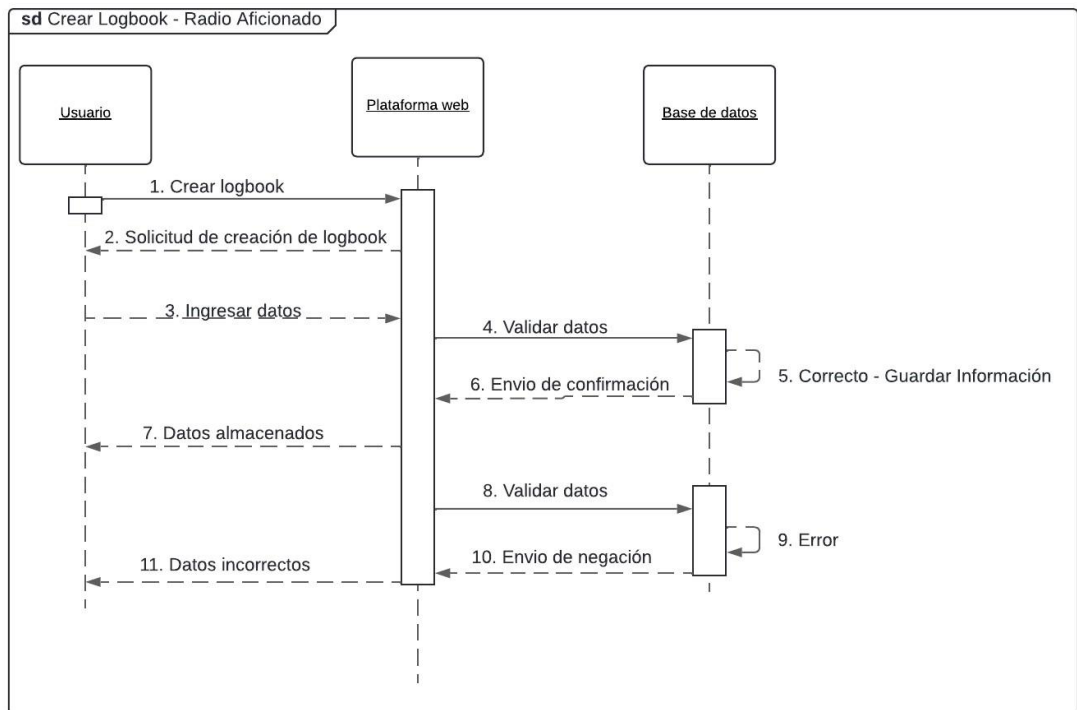 sd Crear Logbook - Radio Aficionado
Usuario
Plataforma web
Base de datos
1. Crear logbook
2. Solicitud de creación de logbook
3. Ingresar datos
4. Validar datos
5. Correcto - Guardar Información
6. Envio de confirmación
7. Datos almacenados
8. Validar datos
9. Error
10. Envio de negación
11. Datos incorrectos